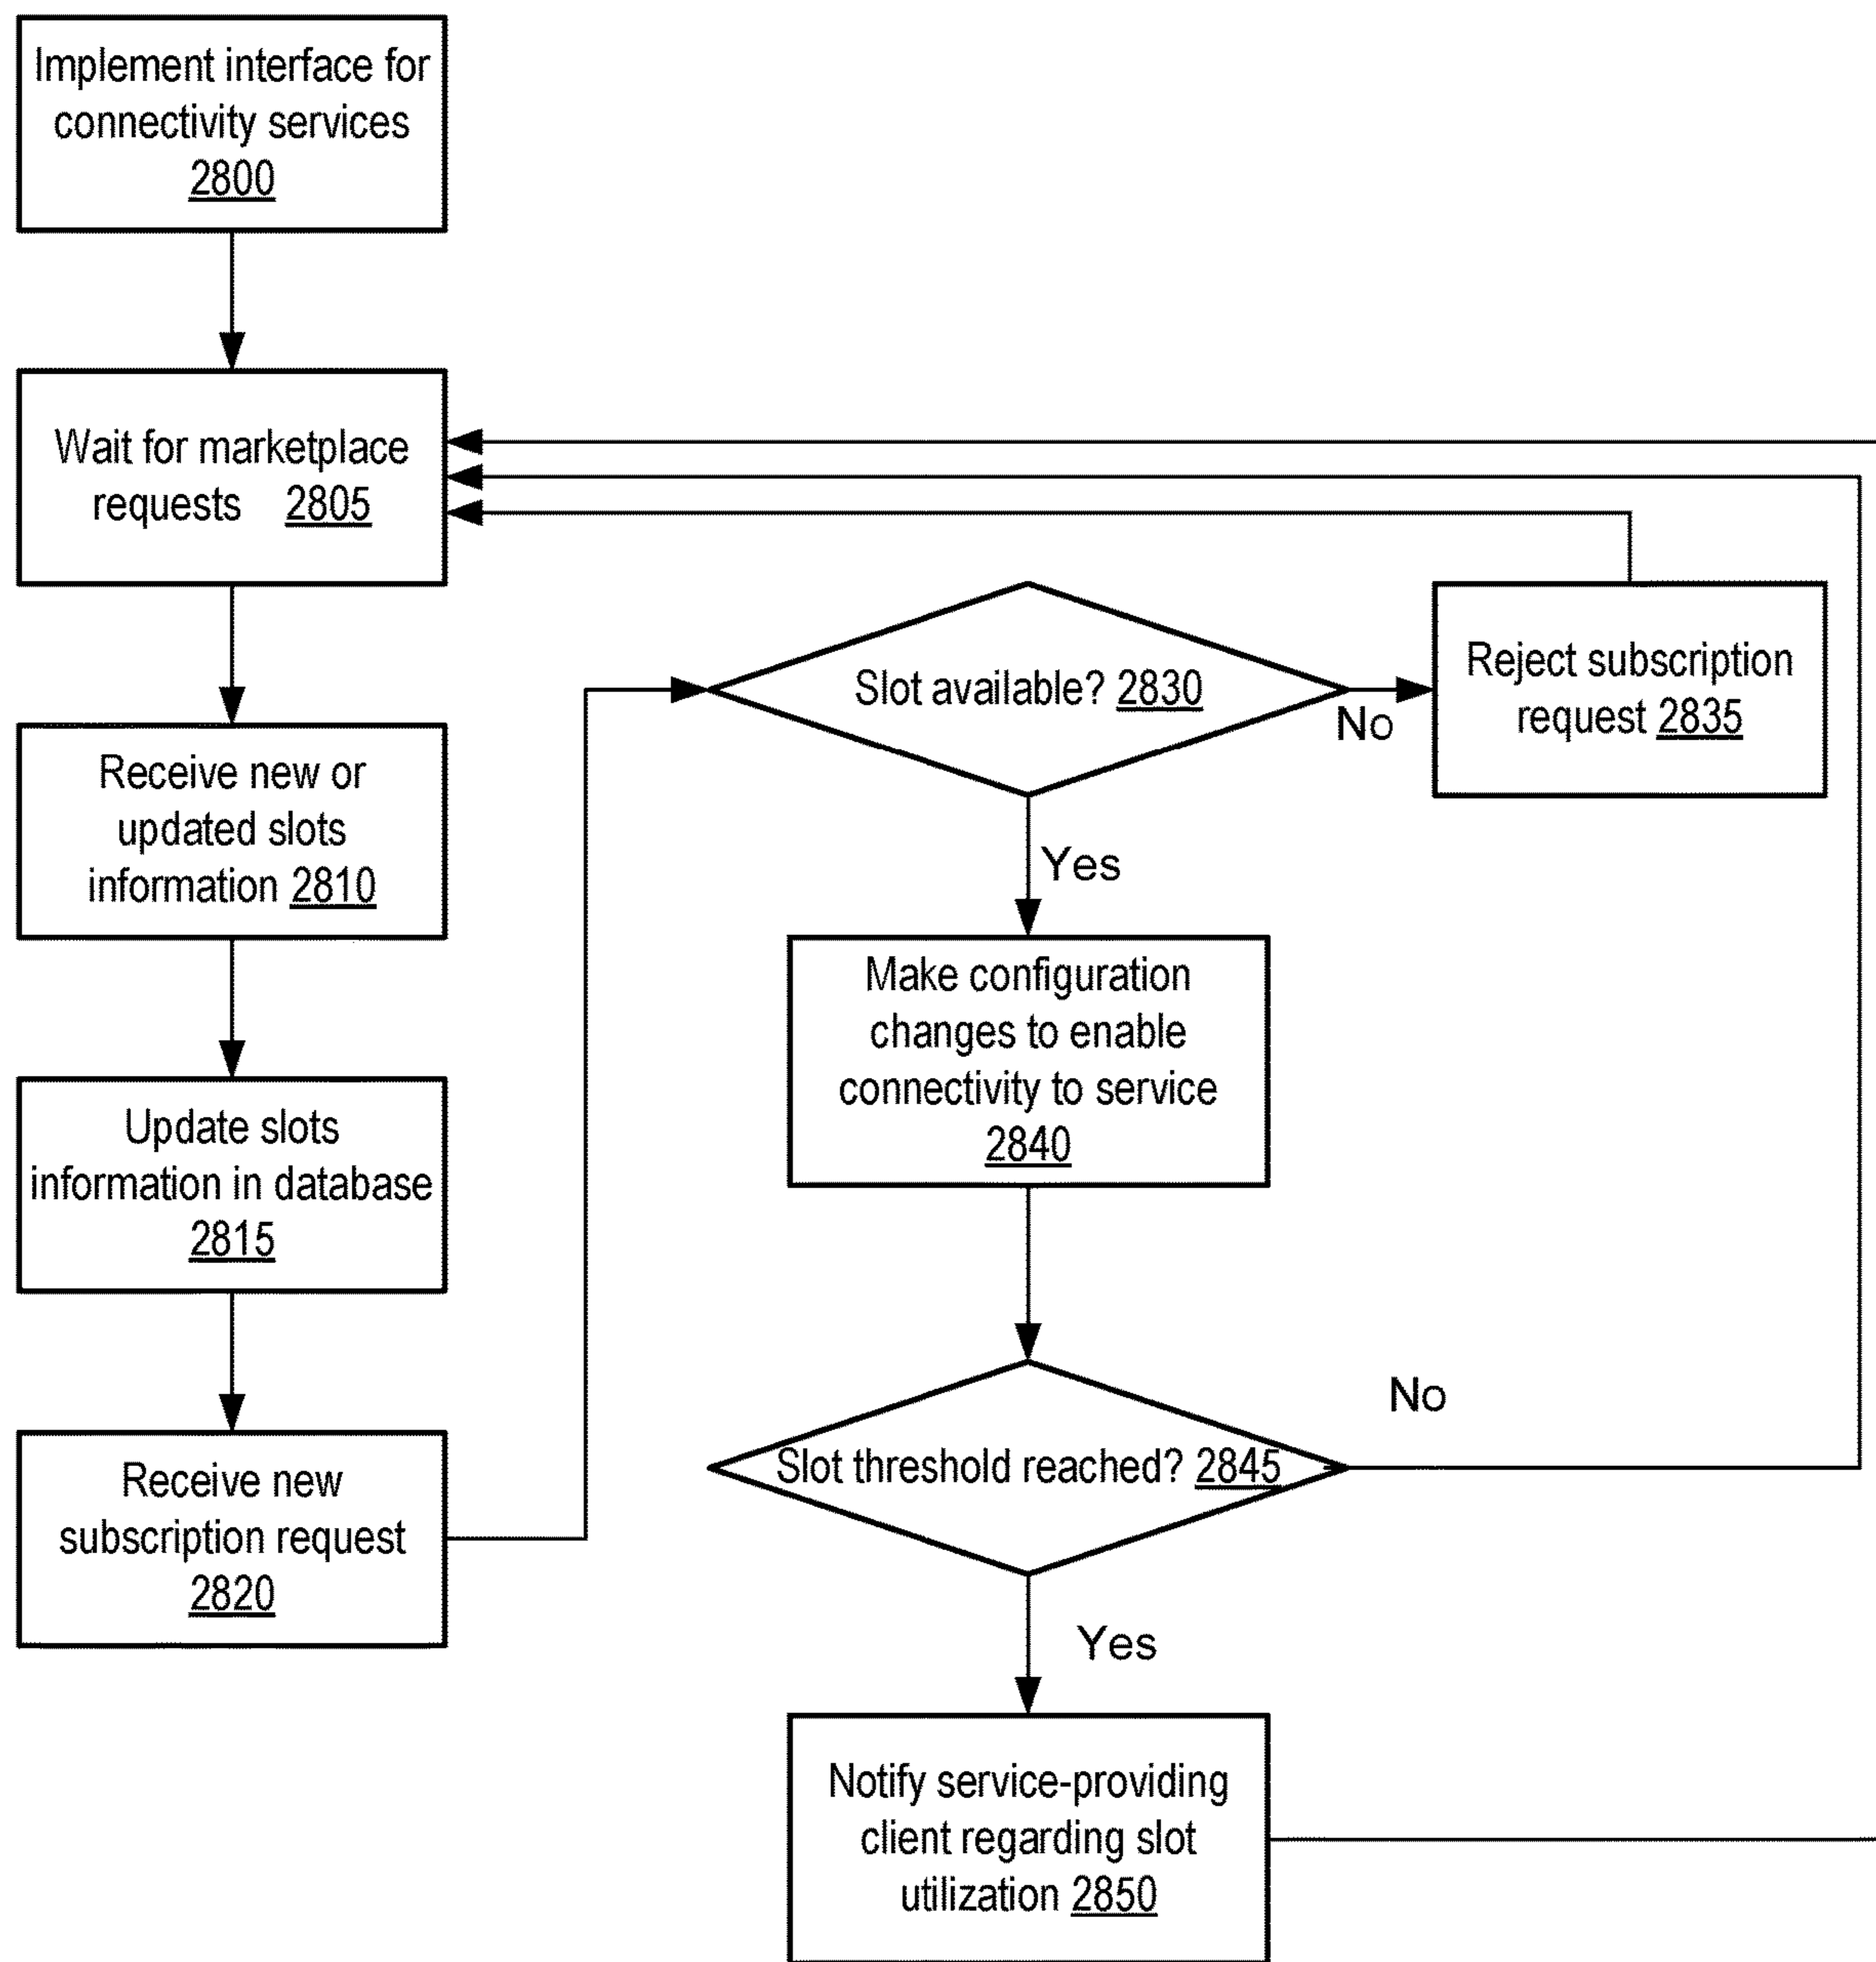 Implement interface for
connectivity services
2800
Wait for marketplace
requests 2805
Receive new or
updated slots
information 2810
Update slots
information in database
2815
Receive new
subscription request
2820
Slot available? 2830
No
Reject subscription
request 2835
Yes
Make configuration
changes to enable
connectivity to service
2840
Slot threshold reached? 2845
No
Yes
Notify service-providing
client regarding slot
utilization 2850